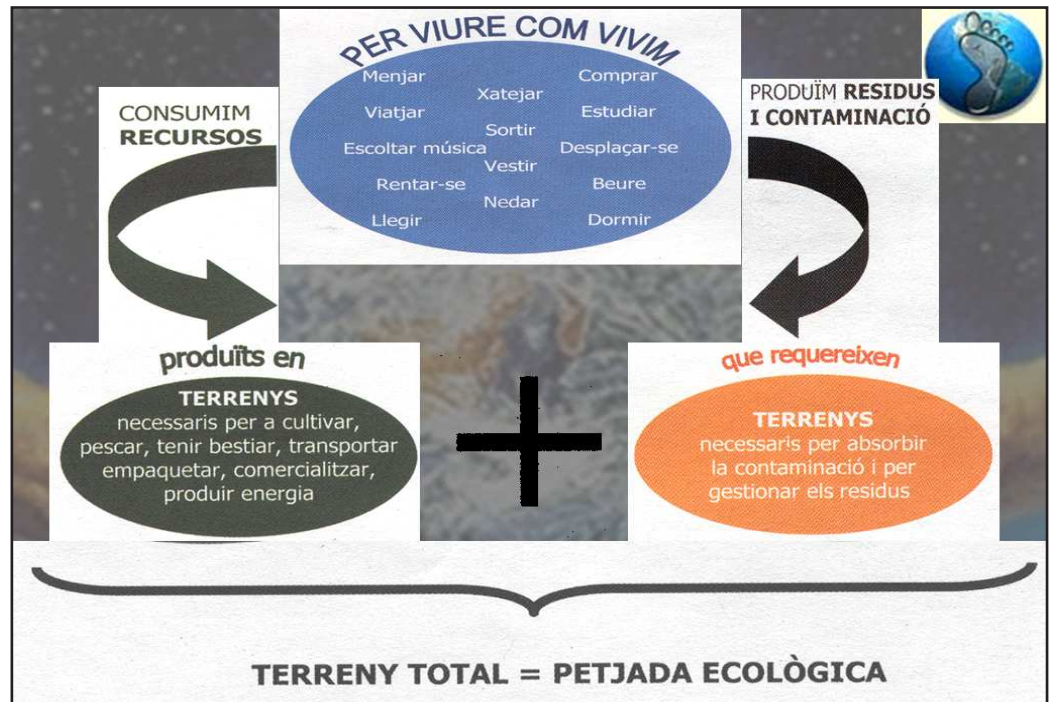 PER VIURE COM VIVIM
Menjar
Comprar
Xatejar
Viatjar
Estudiar
Sortir
Escoltar música
Desplaçar-se
Vestir
Rentar-se
Beure
Nedar
Llegir
Dormir
CONSUMIM
RECURSOS
PRODUÏM RESIDUS
I CONTAMINACIÓ
produïts en
TERRENYS
necessaris per a cultivar,
pescar, tenir bestiar, transportar
empaquetar, comercialitzar,
produir energia
+
que requereixen
TERRENYS
necessaris per absorbir
la contaminació i per
gestionar els residus
TERRENY TOTAL = PETJADA ECOLÒGICA